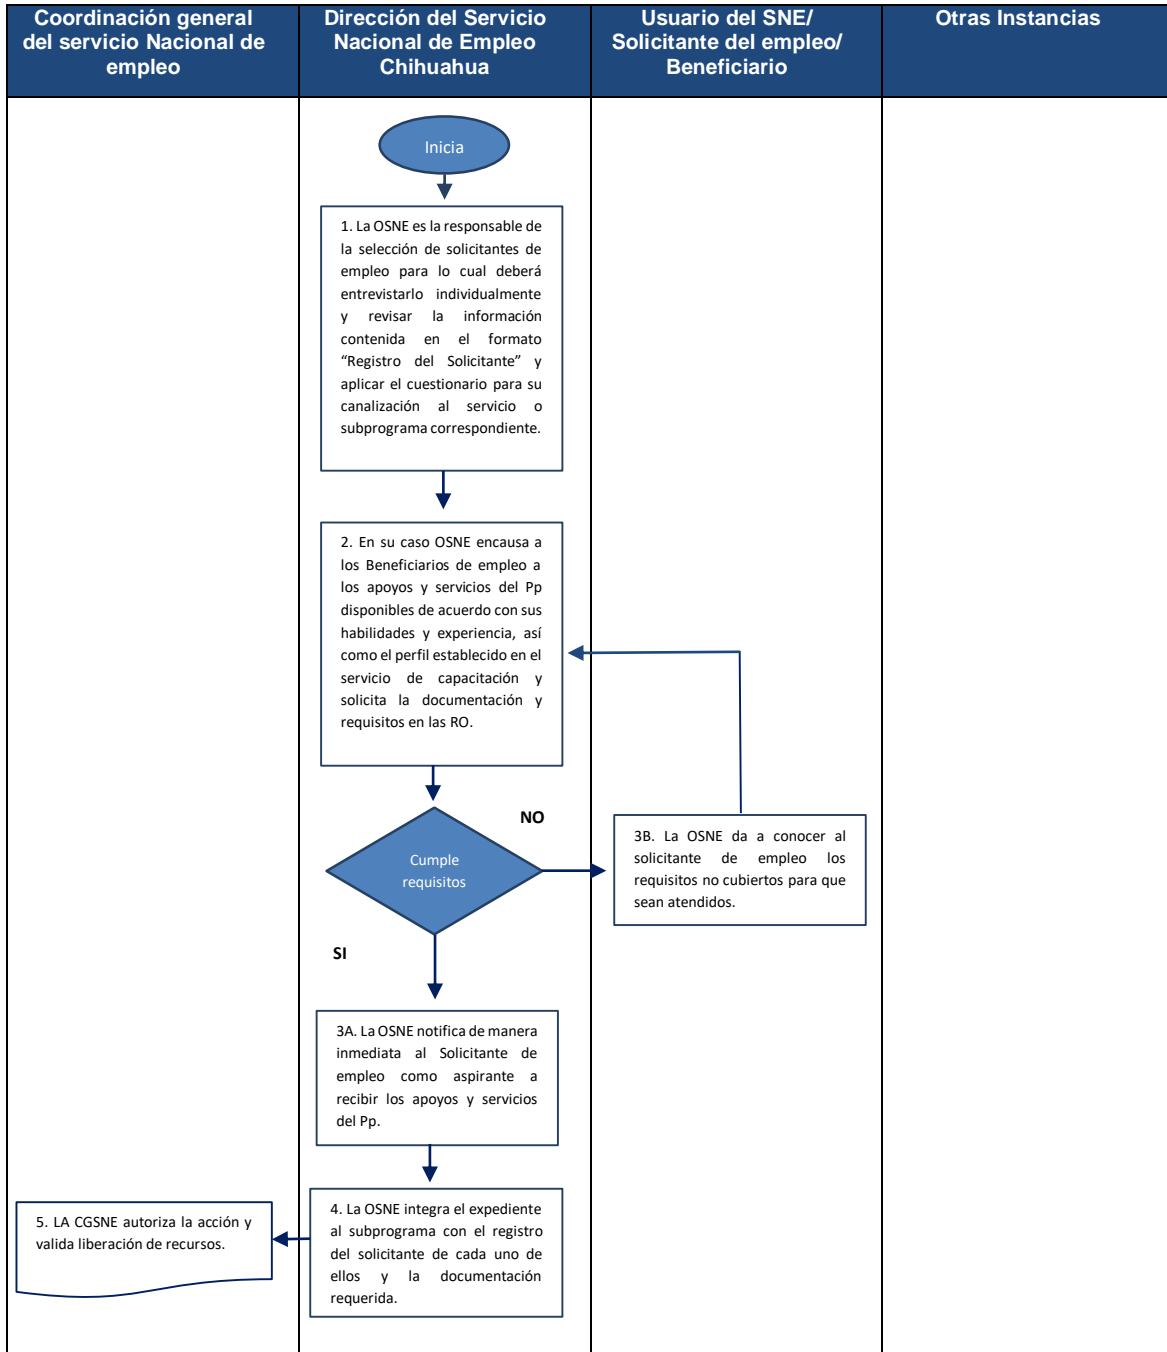 Coordinación general
del servicio Nacional de
empleo
Dirección del Servicio
Nacional de Empleo
Chihuahua
Usuario del SNE/
Solicitante del empleo/
Beneficiario
Otras Instancias
Inicia
1. La OSNE es la responsable de
la selección de solicitantes de
empleo para lo cual deberá
entrevistarlo individualmente
y revisar la información
contenida en el formato
“Registro del Solicitante” y
aplicar el cuestionario para su
canalización al servicio o
subprograma correspondiente.
2. En su caso OSNE encausa a
los Beneficiarios de empleo a
los apoyos y servicios del Pp
disponibles de acuerdo con sus
habilidades y experiencia, así
como el perfil establecido en el
servicio de capacitación y
solicita la documentación y
requisitos en las RO.
Cumple
requisitos
NO
3B. La OSNE da a conocer al
solicitante de empleo los
requisitos no cubiertos para que
sean atendidos.
SI
3A. La OSNE notifica de manera
inmediata al Solicitante de
empleo como aspirante a
recibir los apoyos y servicios
del Pp.
4. La OSNE integra el expediente
al subprograma con el registro
del solicitante de cada uno de
ellos y la documentación
requerida.
5. LA CGSNE autoriza la acción y
valida liberación de recursos.